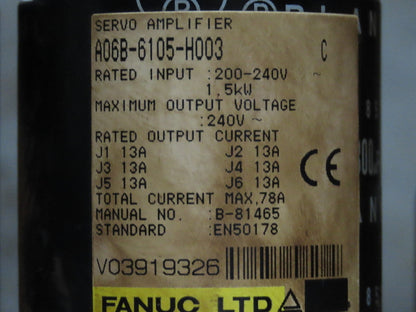 SERVO AMPLIFIER
A06B-6105-H003 C
RATED INPUT :200-240V ~
1,5kW
MAXIMUM OUTPUT VOLTAGE
:240V ~
RATED OUTPUT CURRENT
J1 13A J2 13A
J3 13A J4 13A
J5 13A J6 13A
CE
TOTAL CURRENT MAX,78A
MANUAL NO. :B-81465
STANDARD :EN50178
V03919326
FANUC LTD